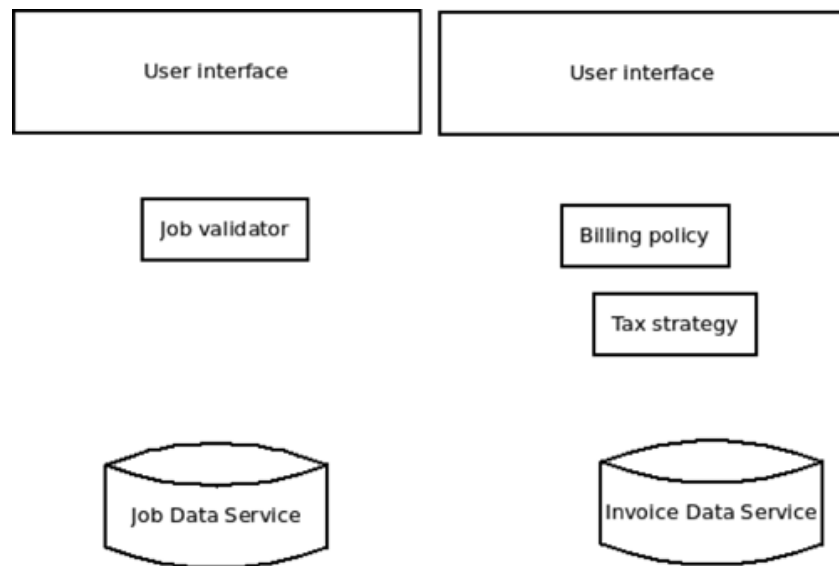 User interface
User interface
Job validator
Billing policy
Tax strategy
Job Data Service
Invoice Data Service